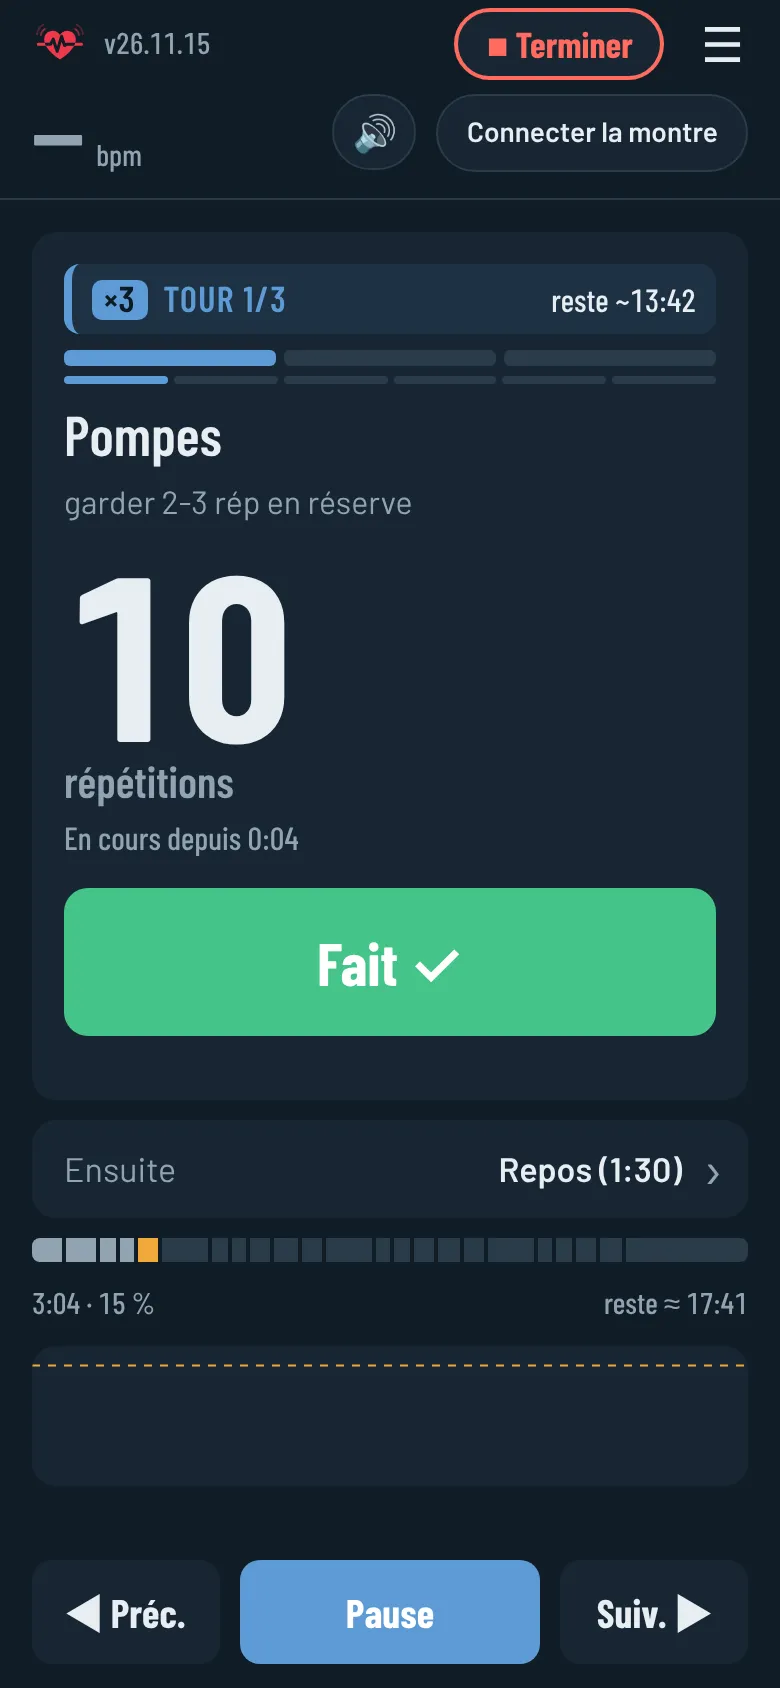 v26.11.15
■ Terminer
— bpm
Connecter la montre
×3 TOUR 1/3 reste ~13:42
Pompes
garder 2-3 rép en réserve
10
répétitions
En cours depuis 0:04
Fait ✓
Ensuite Repos (1:30) ›
3:04 · 15 % reste ≈ 17:41
◀ Préc.
Pause
Suiv. ▶